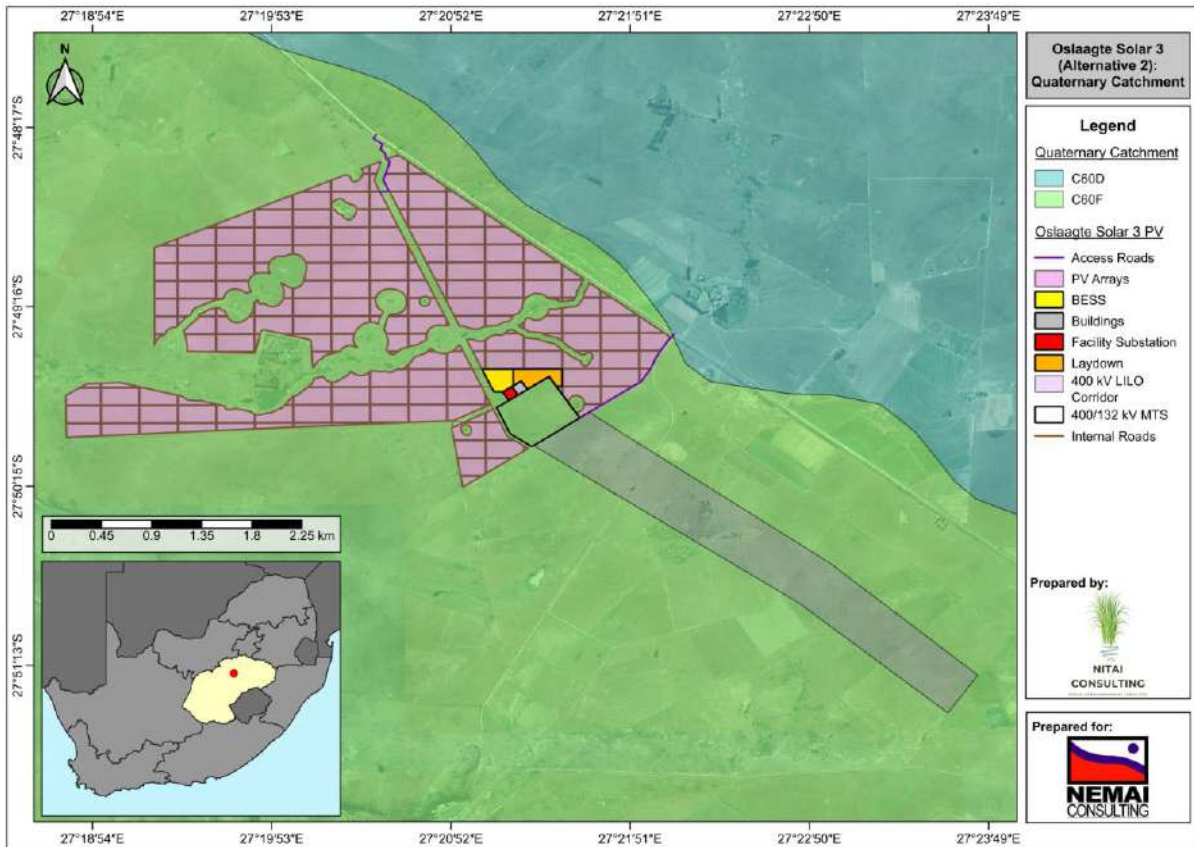 27°18'54"E 27°19'53"E 27°20'52"E 27°21'51"E 27°22'50"E 27°23'49"E
N
27°48'17"S
27°49'16"S
27°50'15"S
27°51'13"S
0 0.45 0.9 1.35 1.8 2.25 km
27°18'54"E 27°19'53"E 27°20'52"E 27°21'51"E 27°22'50"E 27°23'49"E
Oslaagte Solar 3
(Alternative 2):
Quaternary Catchment
Legend
Quaternary Catchment
C60D
C60F
Oslaagte Solar 3 PV
Access Roads
PV Arrays
BESS
Buildings
Facility Substation
Laydown
400 kV LILO
Corridor
400/132 kV MTS
Internal Roads
Prepared by:
NITAI
CONSULTING
Prepared for:
NEMAI
CONSULTING